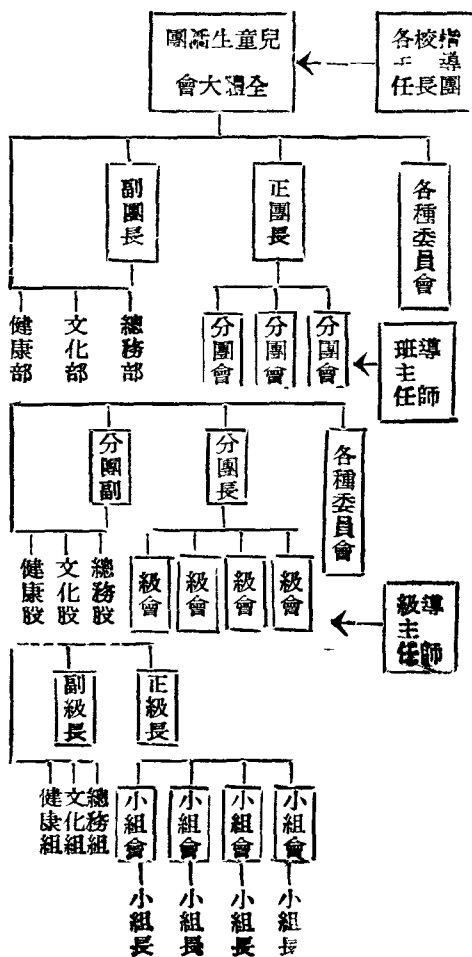 兒童生活團
全體大會
指導團
校長
各主任
各種委員會
正團長
副團長
分團會
分團會
分團會
總務部
文化部
健康部
導師
班主任
各種委員會
分團長
分團副
級會
級會
級會
級會
總務股
文化股
健康股
導師
級主任
正級長
副級長
小組會
小組會
小組會
小組會
總務組
文化組
健康組
小組長
小組長
小組長
小組長